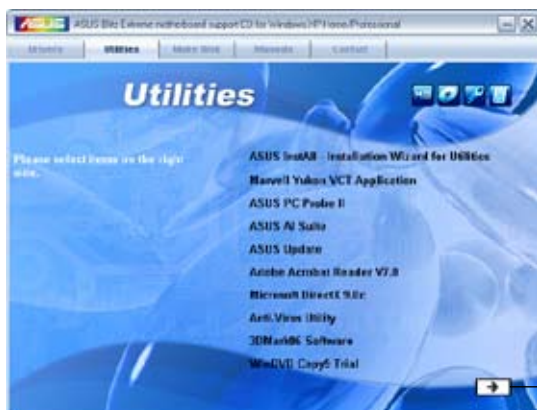 ASUS Blitz Extreme motherboard support CD for Windows XP Home/Professional
Drivers Utilities Make Disk Manuals Contact
Utilities
Please select items on the right side.
ASUS InstAll - Installation Wizard for Utilities
Marvell Yukon VCT Application
ASUS PC Probe II
ASUS AI Suite
ASUS Update
Adobe Acrobat Reader V7.0
Microsoft DirectX 9.0c
Anti-Virus Utility
3DMark06 Software
WinDVD Copy5 Trial